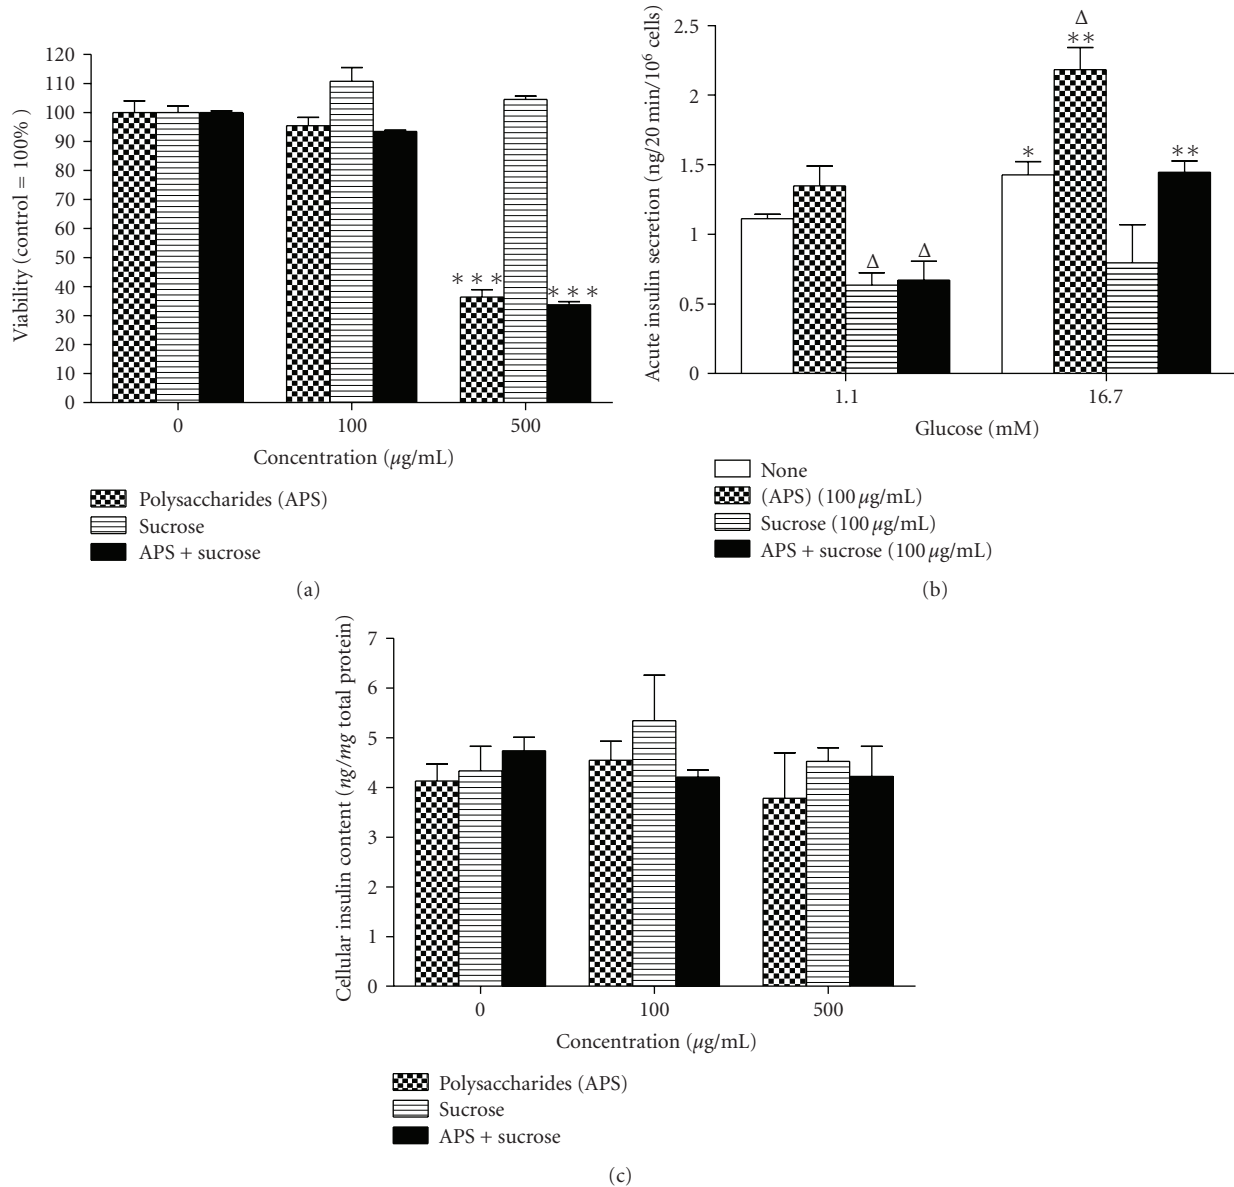 120
110
100
90
80
70
60
50
40
30
20
10
0
Viability (control = 100%)
∗∗∗
∗∗∗
0
100
500
Concentration (μg/mL)
Polysaccharides (APS)
Sucrose
APS + sucrose
(a)
2.5
2
1.5
1
0.5
0
Acute insulin secretion (ng/20 min/10⁶ cells)
Δ
Δ
∗
Δ
∗∗
∗∗
1.1
16.7
Glucose (mM)
None
(APS) (100 μg/mL)
Sucrose (100 μg/mL)
APS + sucrose (100 μg/mL)
(b)
7
6
5
4
3
2
1
0
Cellular insulin content (ng/mg total protein)
0
100
500
Concentration (μg/mL)
Polysaccharides (APS)
Sucrose
APS + sucrose
(c)